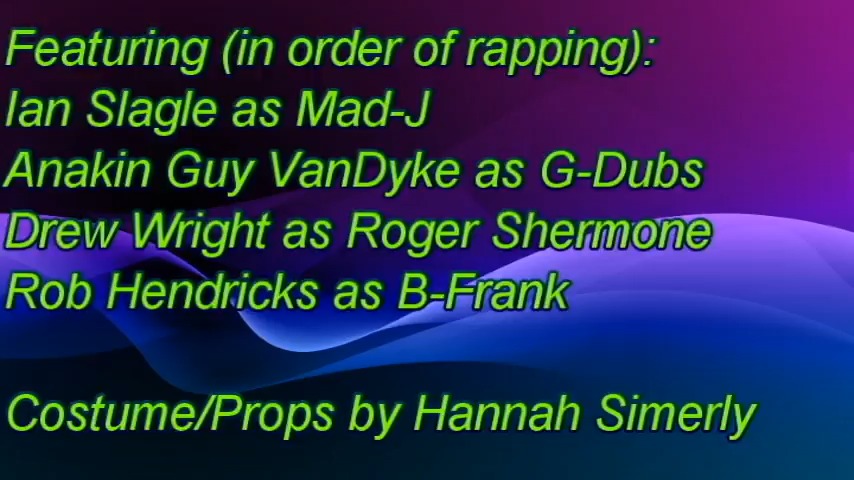 Featuring (in order of rapping):
Ian Slagle as Mad-J
Anakin Guy VanDyke as G-Dubs
Drew Wright as Roger Shermone
Rob Hendricks as B-Frank
Costume/Props by Hannah Simerly